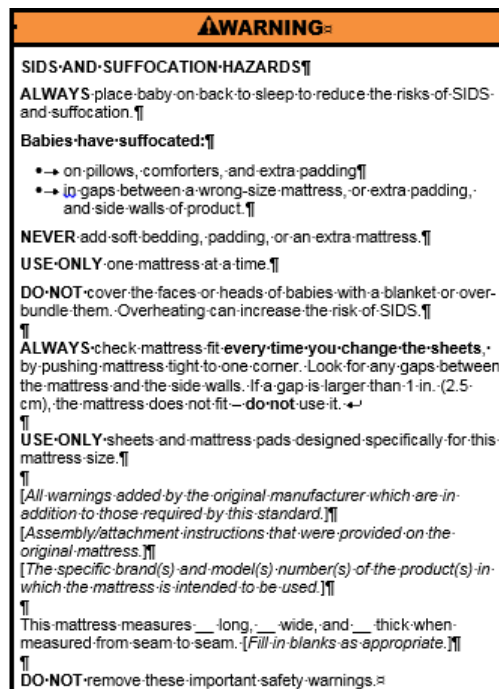 ⚠WARNING¤
SIDS·AND·SUFFOCATION·HAZARDS¶
ALWAYS·place·baby·on·back·to·sleep·to·reduce·the·risks·of·SIDS·
and·suffocation.¶
Babies·have·suffocated:¶
•→on·pillows,·comforters,·and·extra·padding¶
•→in·gaps·between·a·wrong-size·mattress,·or·extra·padding,·
and·side·walls·of·product.¶
NEVER·add·soft·bedding,·padding,·or·an·extra·mattress.¶
USE·ONLY·one·mattress·at·a·time.¶
DO·NOT·cover·the·faces·or·heads·of·babies·with·a·blanket·or·over-
bundle·them.·Overheating·can·increase·the·risk·of·SIDS.¶
¶
ALWAYS·check·mattress·fit·every·time·you·change·the·sheets,·
by·pushing·mattress·tight·to·one·corner.·Look·for·any·gaps·between·
the·mattress·and·the·side·walls.·If·a·gap·is·larger·than·1·in.·(2.5·
cm),·the·mattress·does·not·fit·–·do·not·use·it.·↵
¶
USE·ONLY·sheets·and·mattress·pads·designed·specifically·for·this·
mattress·size.¶
¶
[All·warnings·added·by·the·original·manufacturer·which·are·in·
addition·to·those·required·by·this·standard.]¶
[Assembly/attachment·instructions·that·were·provided·on·the·
original·mattress.]¶
[The·specific·brand(s)·and·model(s)·number(s)·of·the·product(s)·in·
which·the·mattress·is·intended·to·be·used.]¶
¶
This·mattress·measures·__·long,·__·wide,·and·__·thick·when·
measured·from·seam·to·seam.·[Fill·in·blanks·as·appropriate.]¶
¶
DO·NOT·remove·these·important·safety·warnings.¤